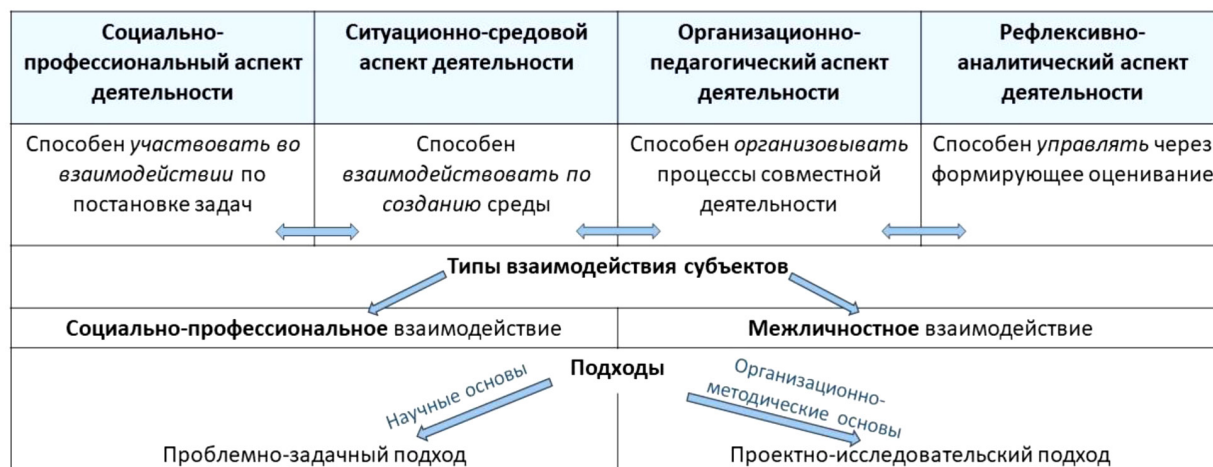 Социально-
профессиональный аспект
деятельности
Ситуационно-средовой
аспект деятельности
Организационно-
педагогический аспект
деятельности
Рефлексивно-
аналитический аспект
деятельности
Способен участвовать во
взаимодействии по
постановке задач
Способен
взаимодействовать по
созданию среды
Способен организовывать
процессы совместной
деятельности
Способен управлять через
формирующее оценивание
Типы взаимодействия субъектов
Социально-профессиональное взаимодействие
Межличностное взаимодействие
Подходы
Научные основы
Организационно-
методические основы
Проблемно-задачный подход
Проектно-исследовательский подход